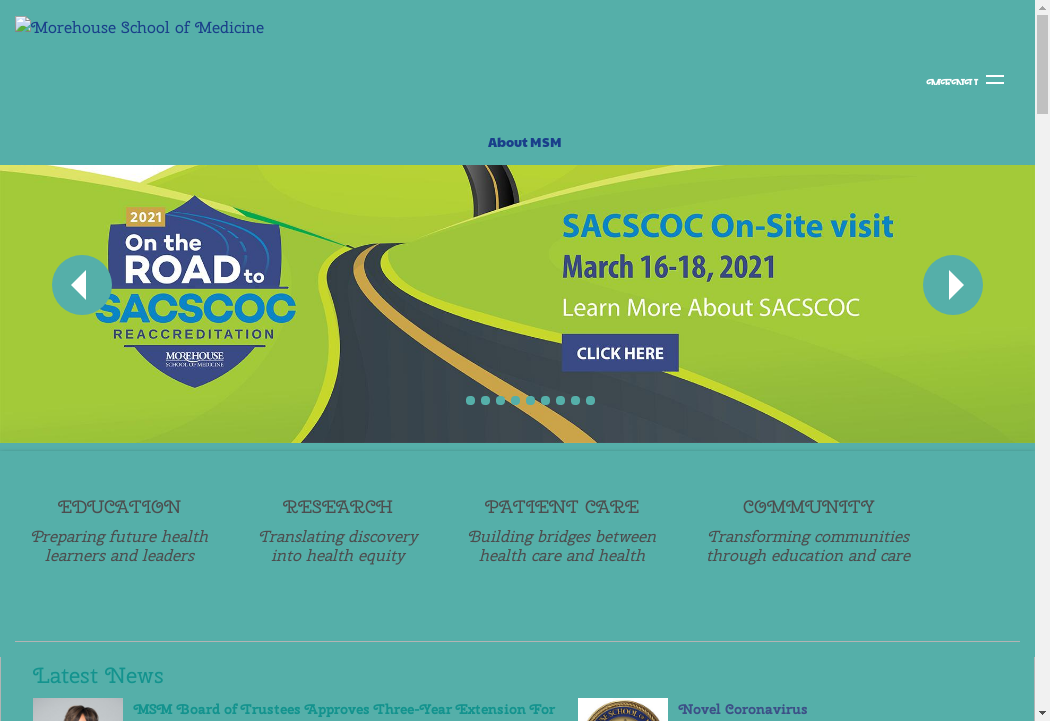 Morehouse School of Medicine
About MSM
2021
On the
ROAD to
SACSCOC
REACCREDITATION
MOREHOUSE
SCHOOL OF MEDICINE
SACSCOC On-Site visit
March 16-18, 2021
Learn More About SACSCOC
CLICK HERE
EDUCATION
Preparing future health
learners and leaders
RESEARCH
Translating discovery
into health equity
PATIENT CARE
Building bridges between
health care and health
COMMUNITY
Transforming communities
through education and care
Latest News
MSM Board of Trustees Approves Three-Year Extension For
Novel Coronavirus